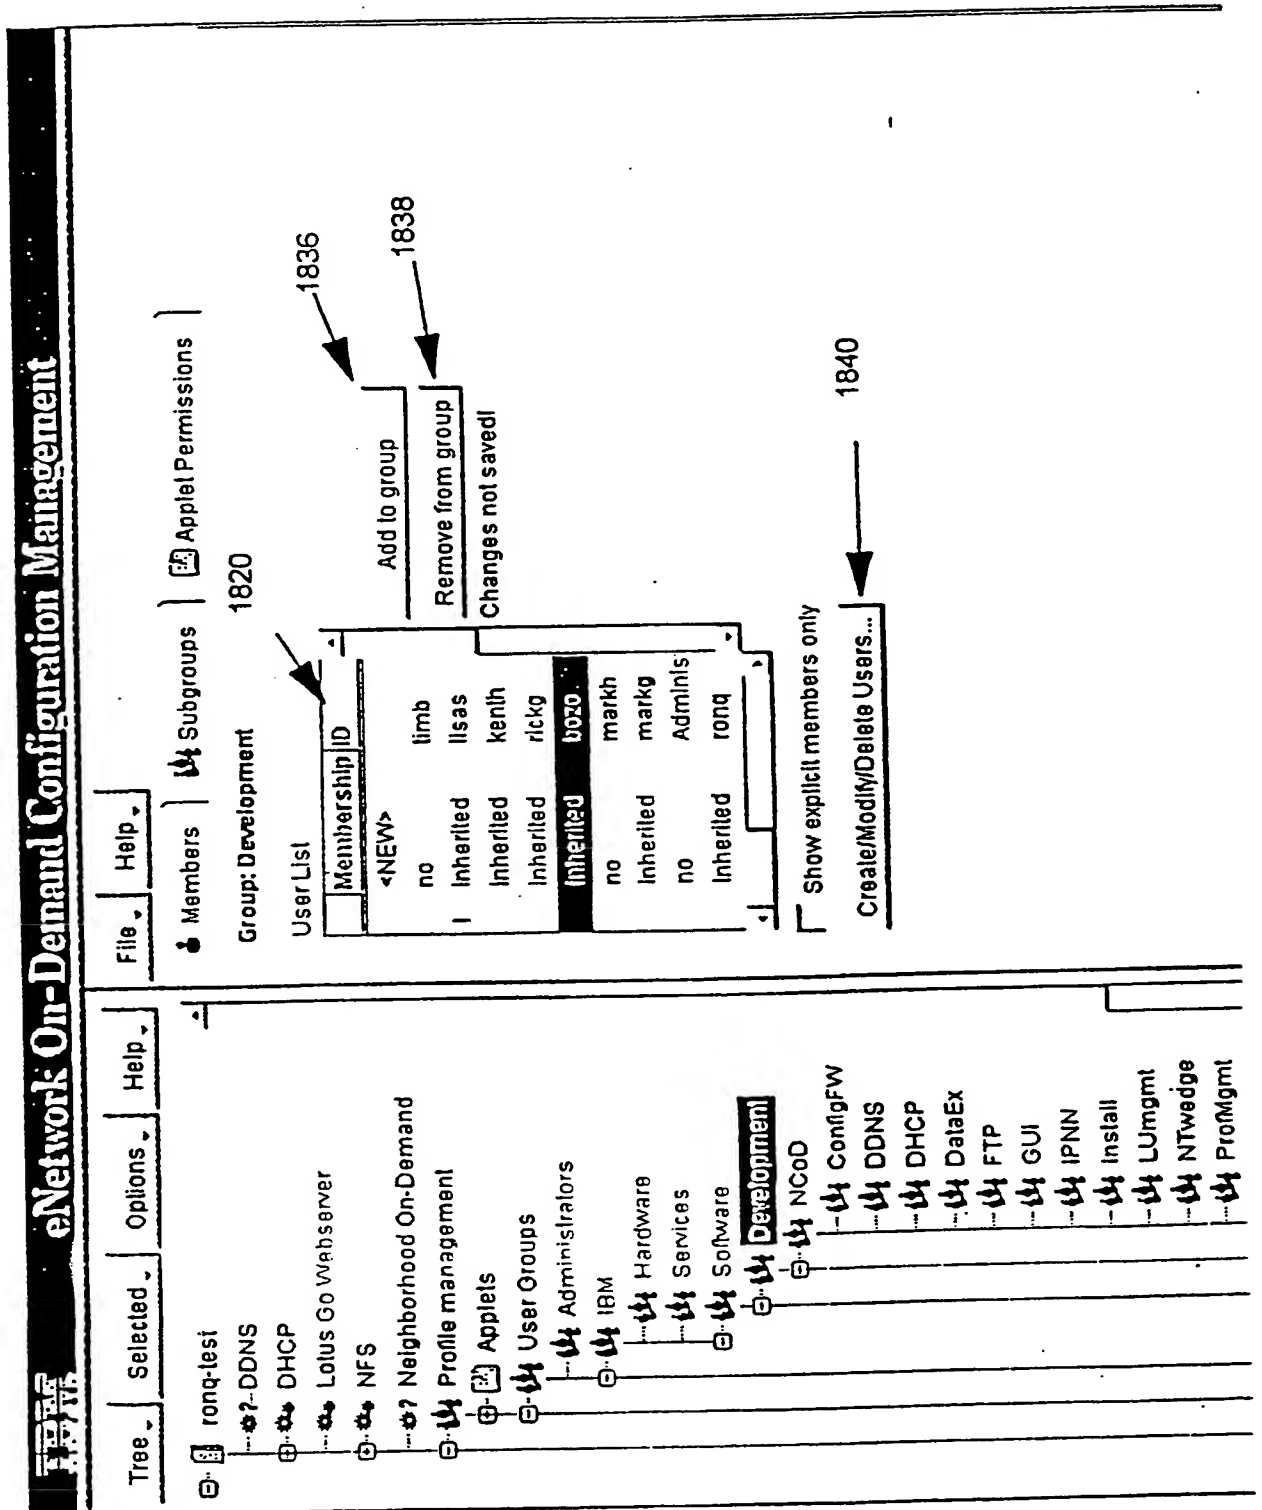 IBM eNetwork On-Demand Configuration Management
Tree Selected Options Help
ronq-test
DDNS
DHCP
Lotus Go Webserver
NFS
Neighborhood On-Demand
Profile management
Applets
User Groups
Administrators
IBM
Hardware
Services
Software
Development
NCoD
ConfigFW
DDNS
DHCP
DataEx
FTP
GUI
IPNN
Install
LUmgmt
NTwedge
ProfMgmt
File Help
Members Subgroups Applet Permissions
Group: Development
1820
User List
Membership ID
<NEW>
no timb
Inherited lisas
Inherited kenth
Inherited rickg
Inherited bozo
no markh
Inherited markg
no Adminis
Inherited ronq
Add to group
1836
Remove from group
1838
Changes not saved!
Show explicit members only
Create/Modify/Delete Users...
1840